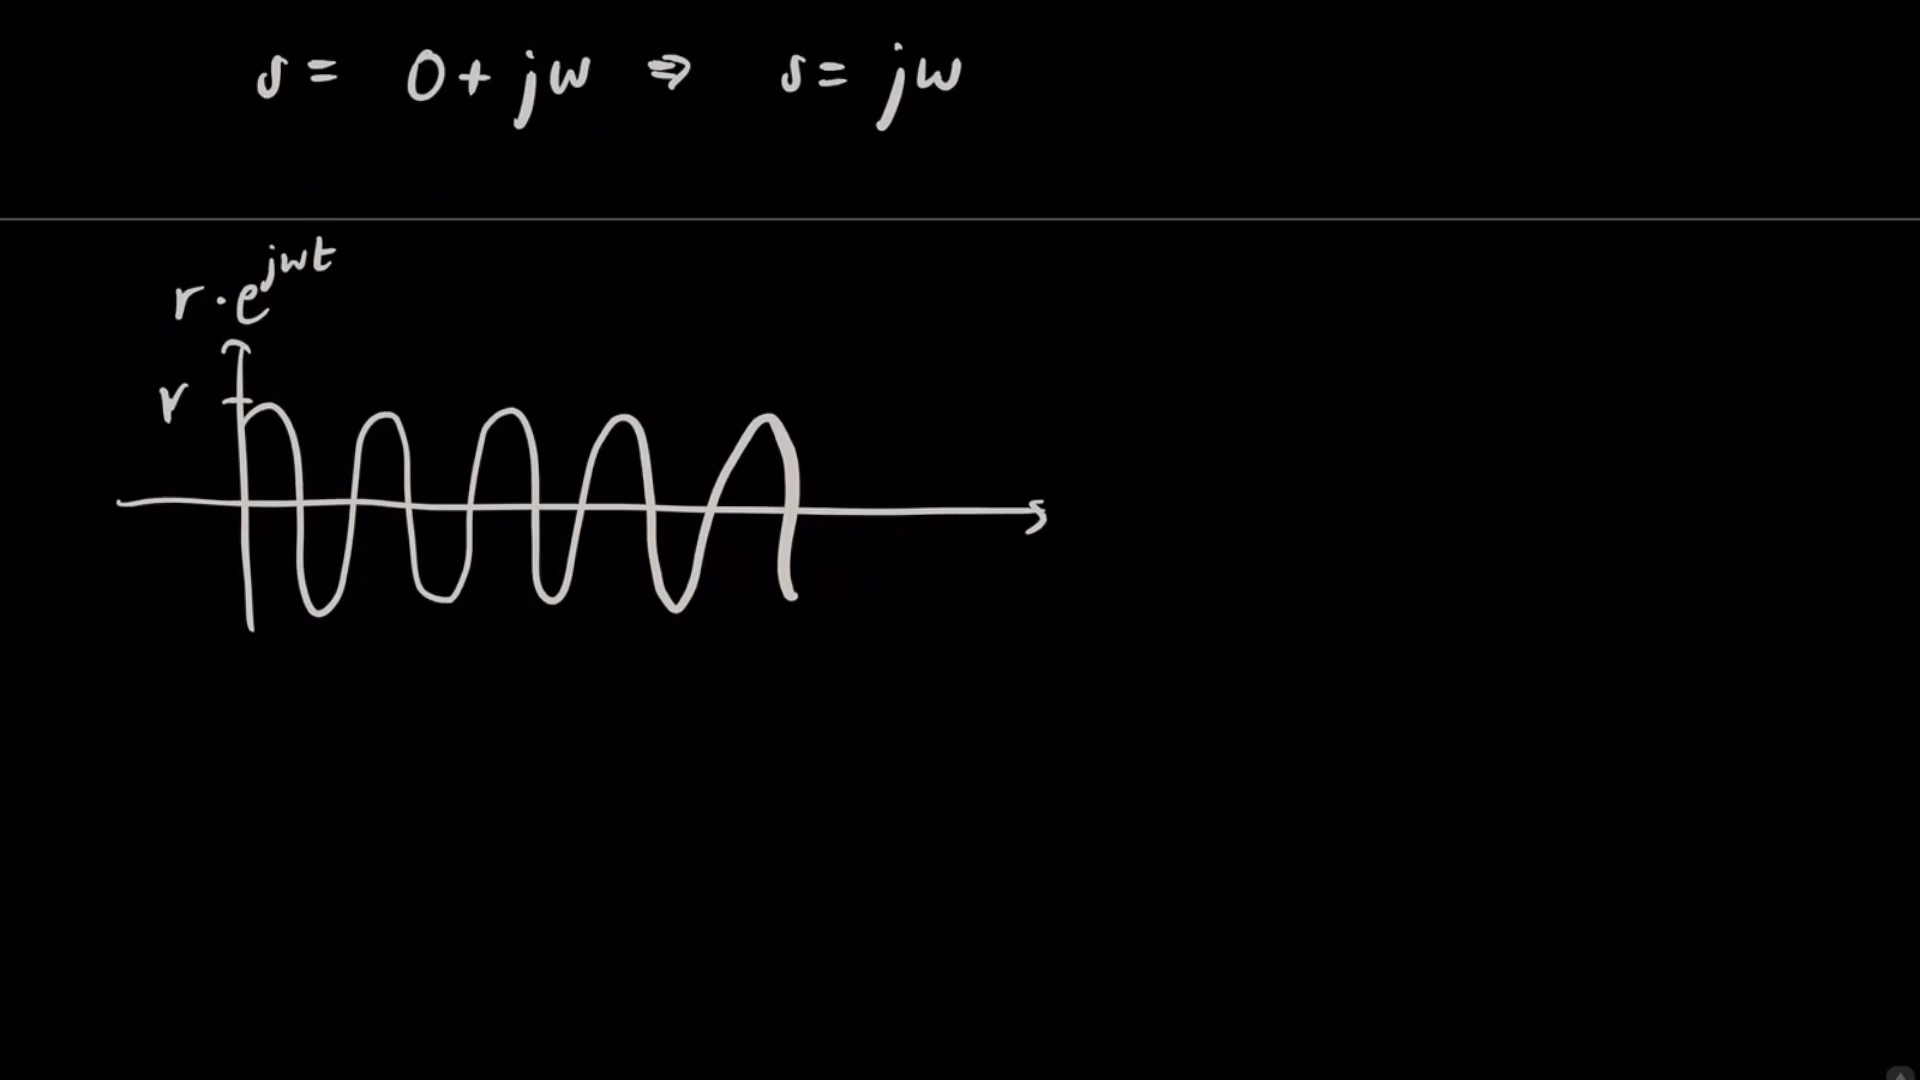 s = 0 + jw ⇒ s = jw
r · e^jwt
r